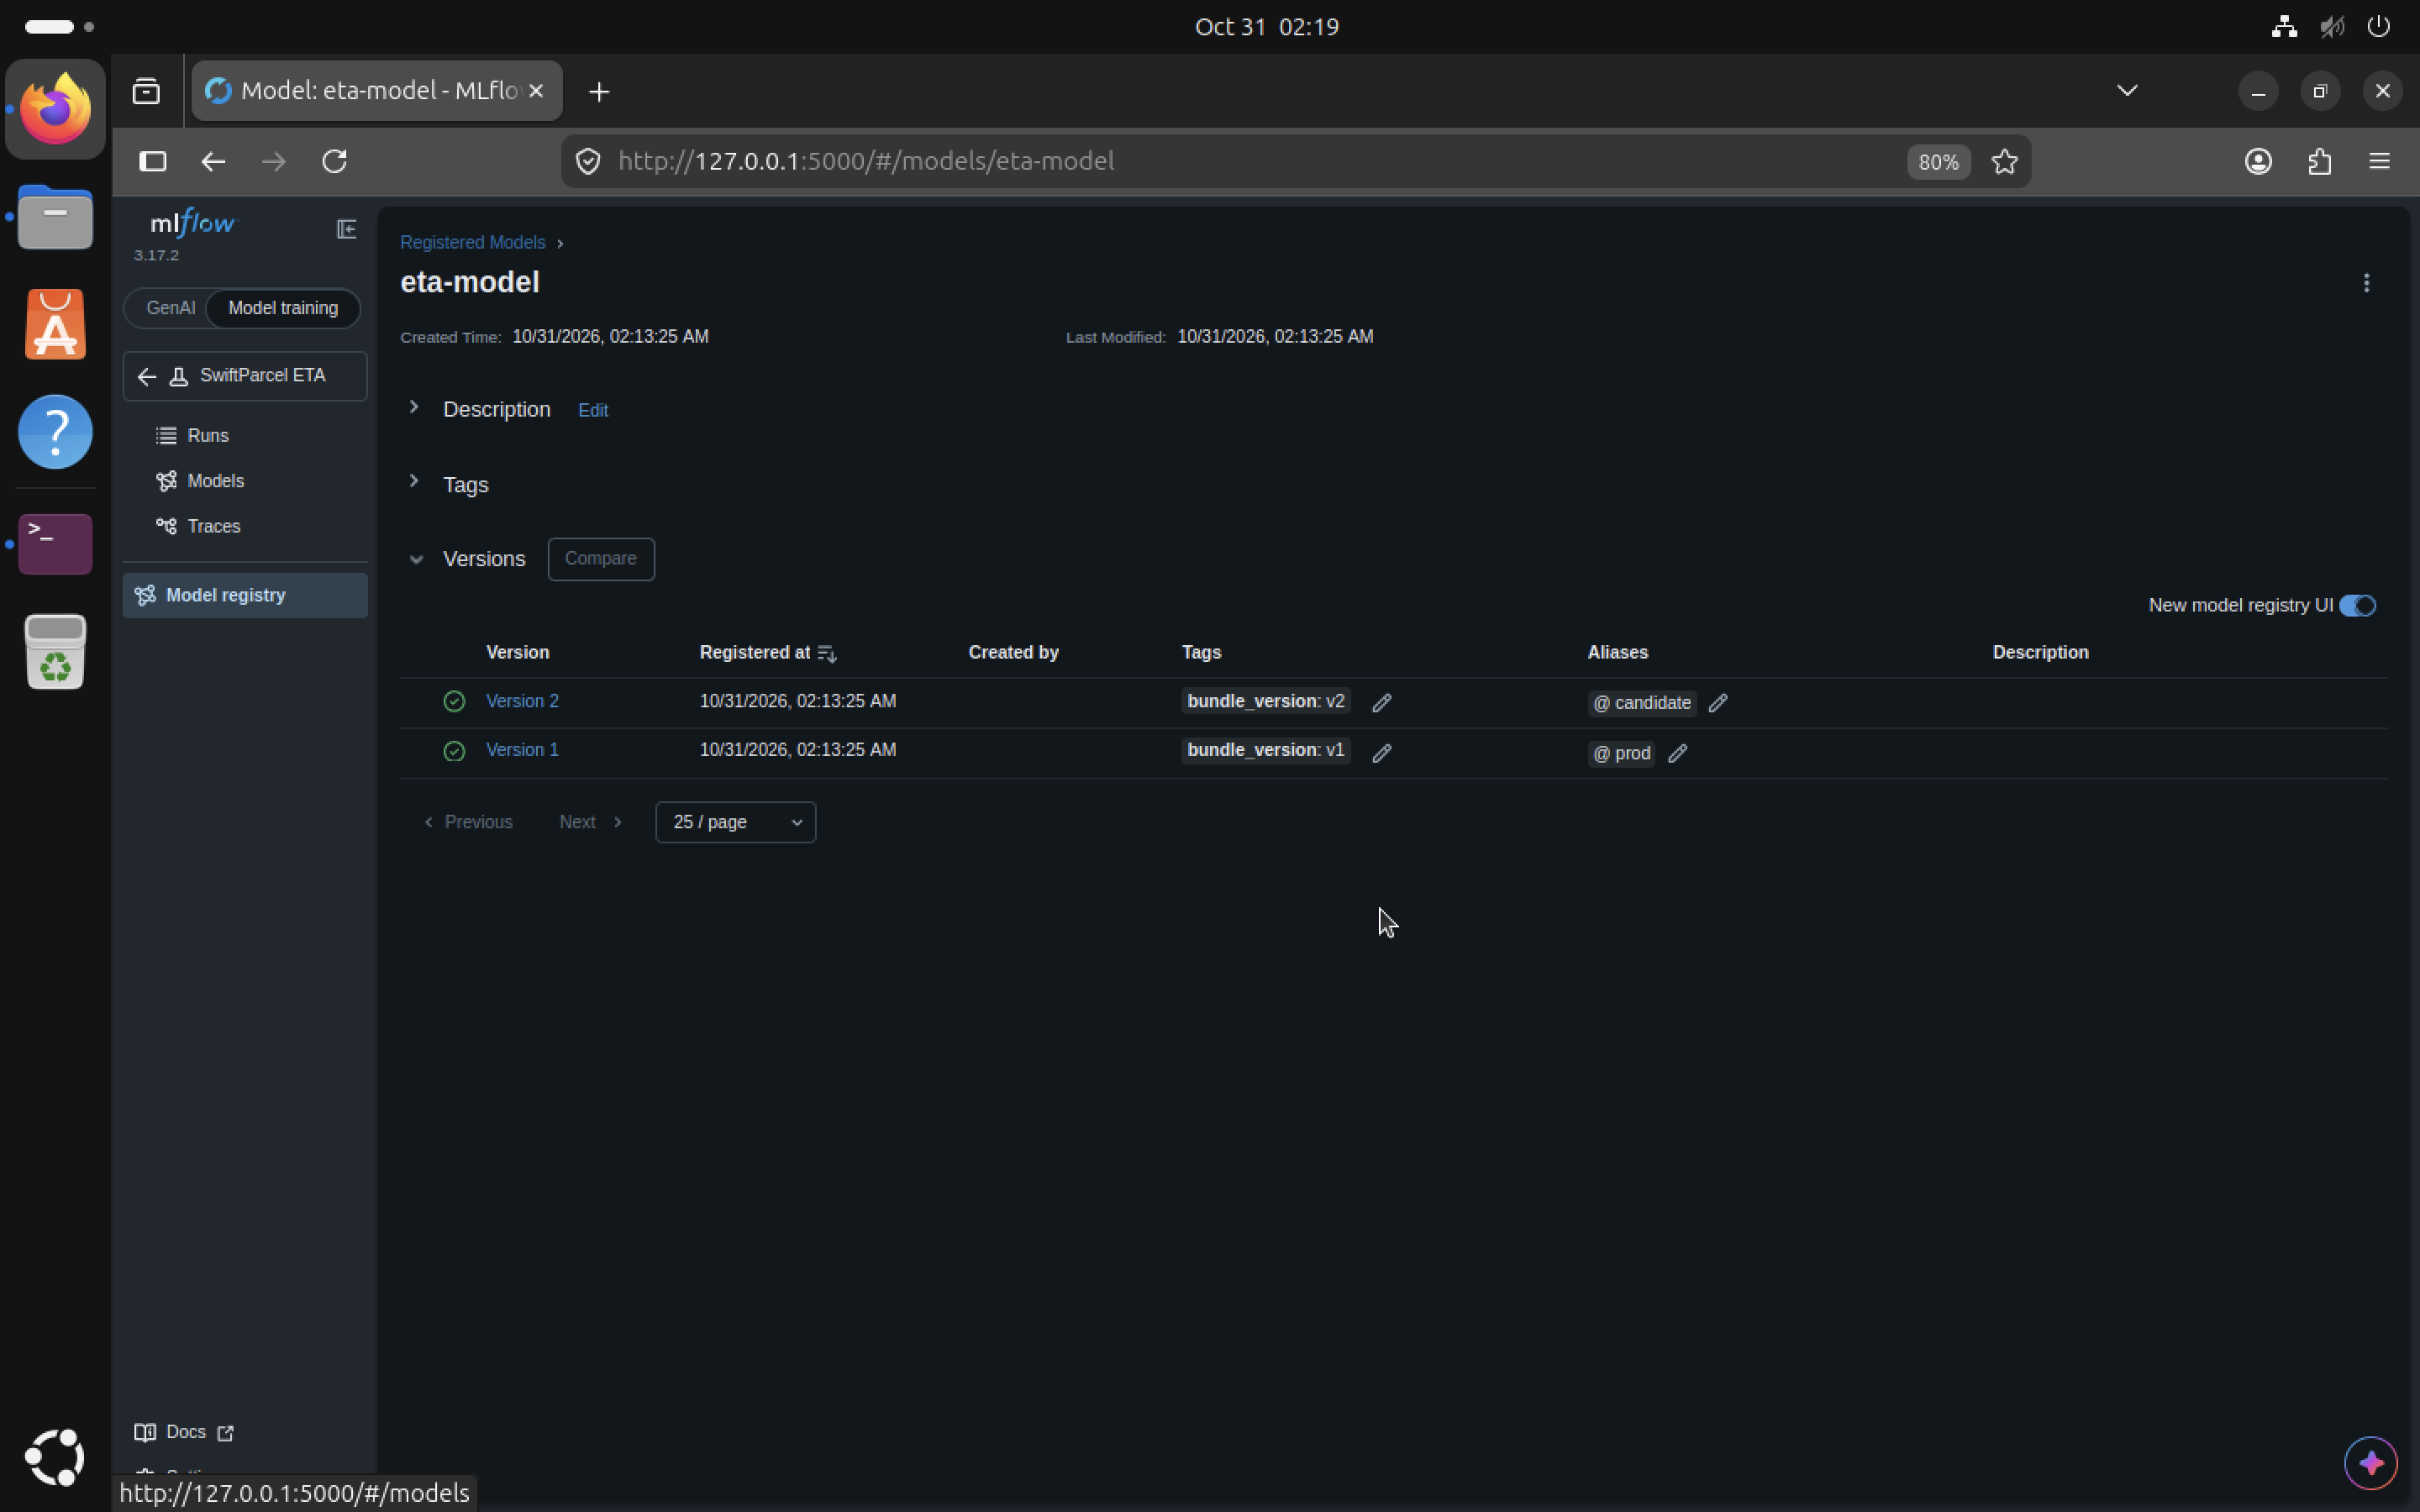 Oct 31 02:19
Model: eta-model - MLflo
http://127.0.0.1:5000/#/models/eta-model
80%
mlflow
3.17.2
GenAI
Model training
SwiftParcel ETA
Runs
Models
Traces
Model registry
Registered Models
eta-model
Created Time: 10/31/2026, 02:13:25 AM
Last Modified: 10/31/2026, 02:13:25 AM
Description Edit
Tags
Versions Compare
New model registry UI
Version Registered at Created by Tags Aliases Description
Version 2 10/31/2026, 02:13:25 AM bundle_version: v2 @ candidate
Version 1 10/31/2026, 02:13:25 AM bundle_version: v1 @ prod
Previous Next 25 / page
Docs
http://127.0.0.1:5000/#/models